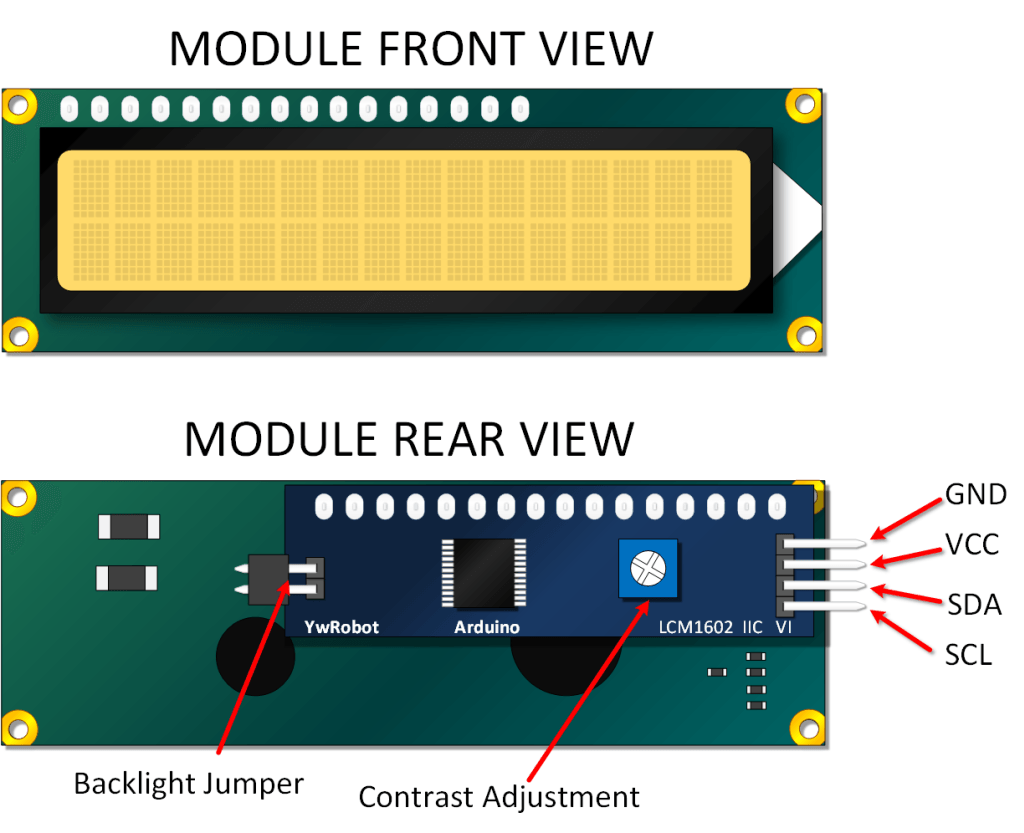 MODULE FRONT VIEW
MODULE REAR VIEW
GND
VCC
SDA
SCL
YwRobot
Arduino
LCM1602 IIC VI
Backlight Jumper
Contrast Adjustment